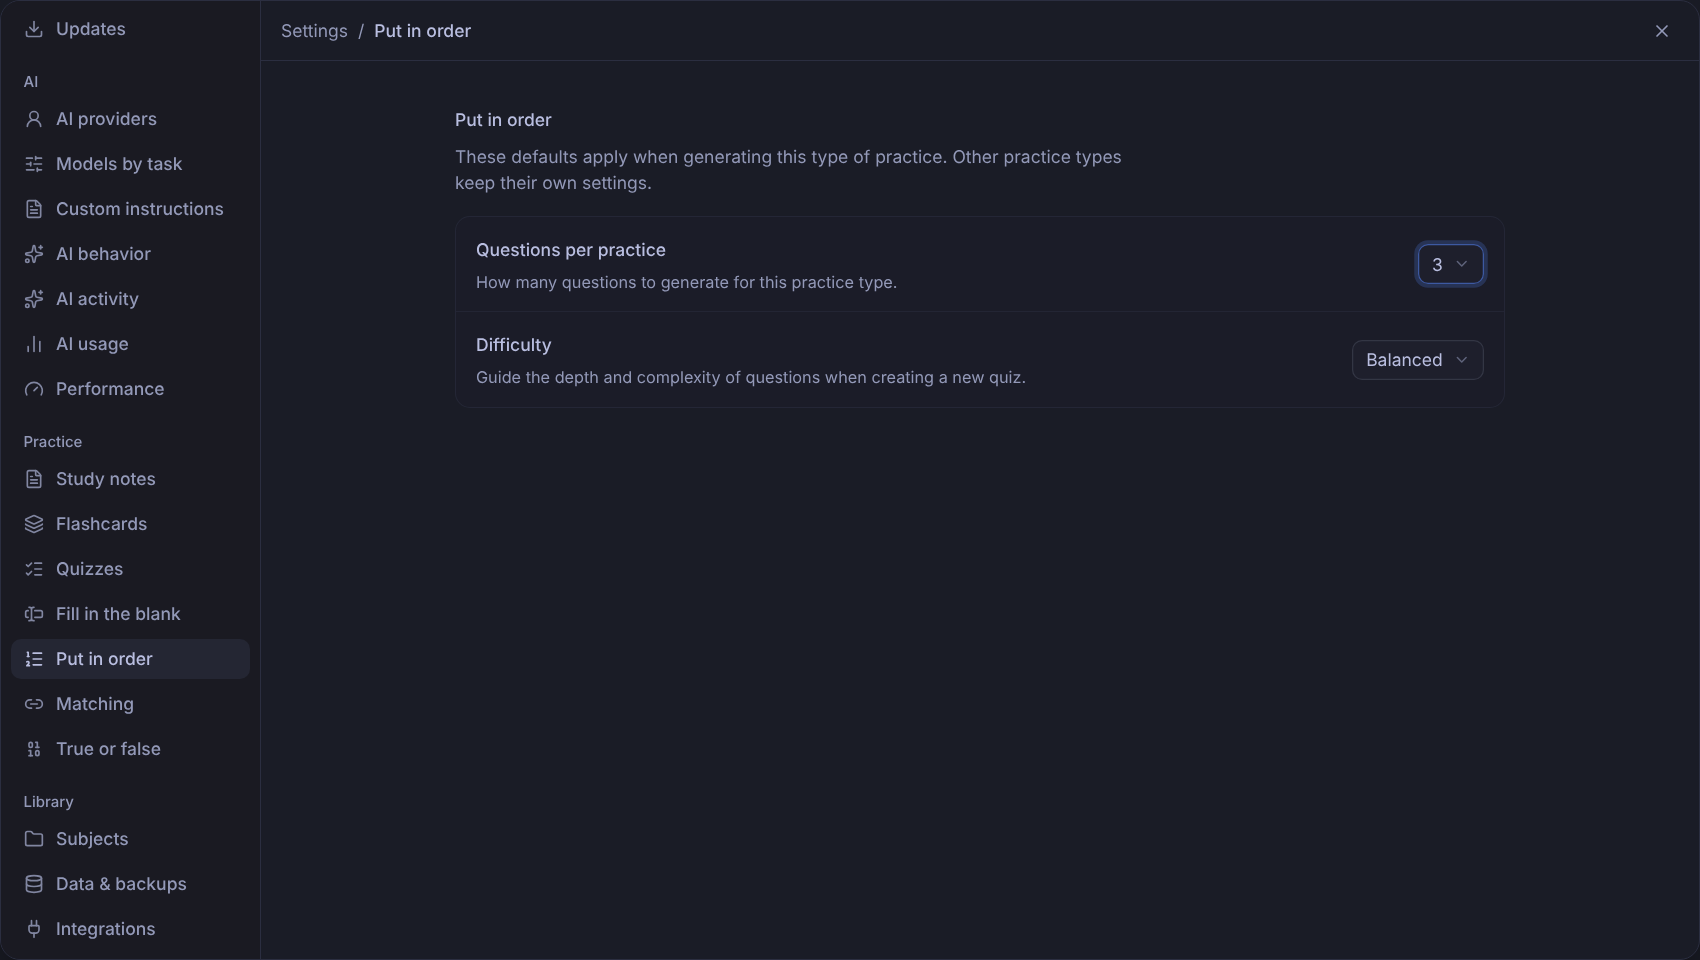 Updates
AI
AI providers
Models by task
Custom instructions
AI behavior
AI activity
AI usage
Performance
Practice
Study notes
Flashcards
Quizzes
Fill in the blank
Put in order
Matching
True or false
Library
Subjects
Data & backups
Integrations
Settings / Put in order
Put in order
These defaults apply when generating this type of practice. Other practice types
keep their own settings.
Questions per practice
How many questions to generate for this practice type.
3
Difficulty
Guide the depth and complexity of questions when creating a new quiz.
Balanced